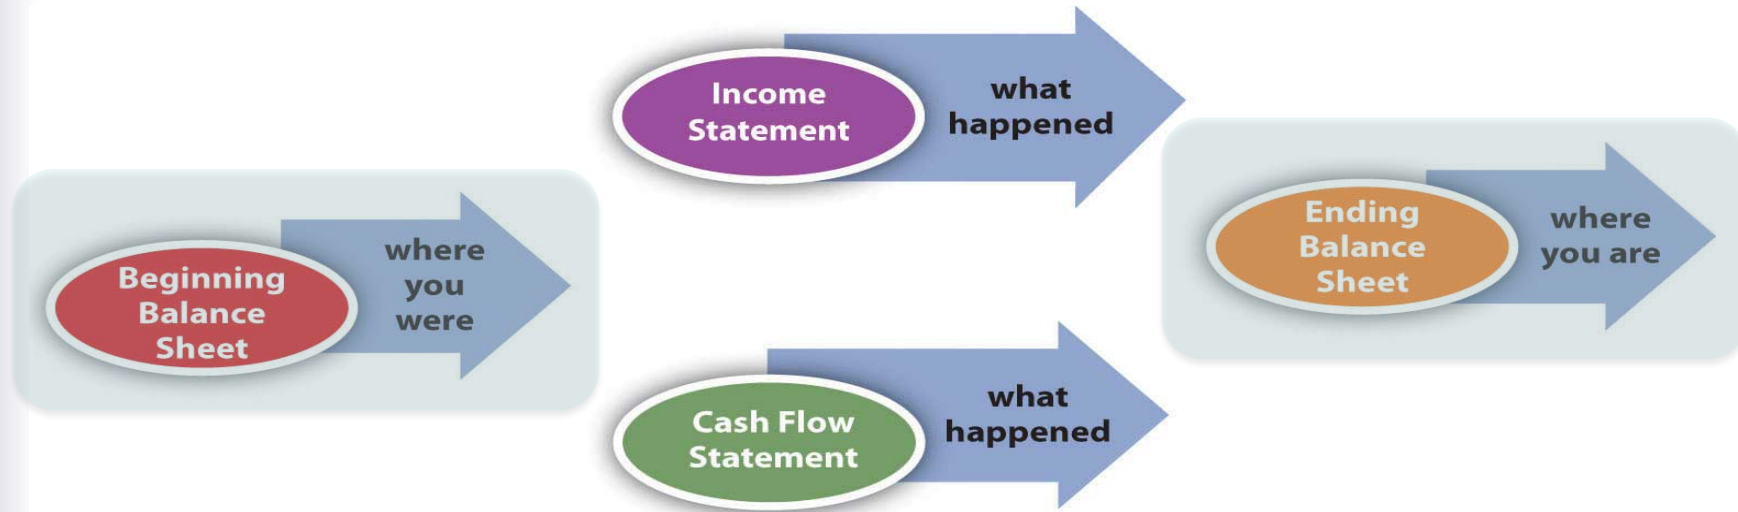 Income
Statement
what
happened
Beginning
Balance
Sheet
where
you
were
Ending
Balance
Sheet
where
you are
Cash Flow
Statement
what
happened